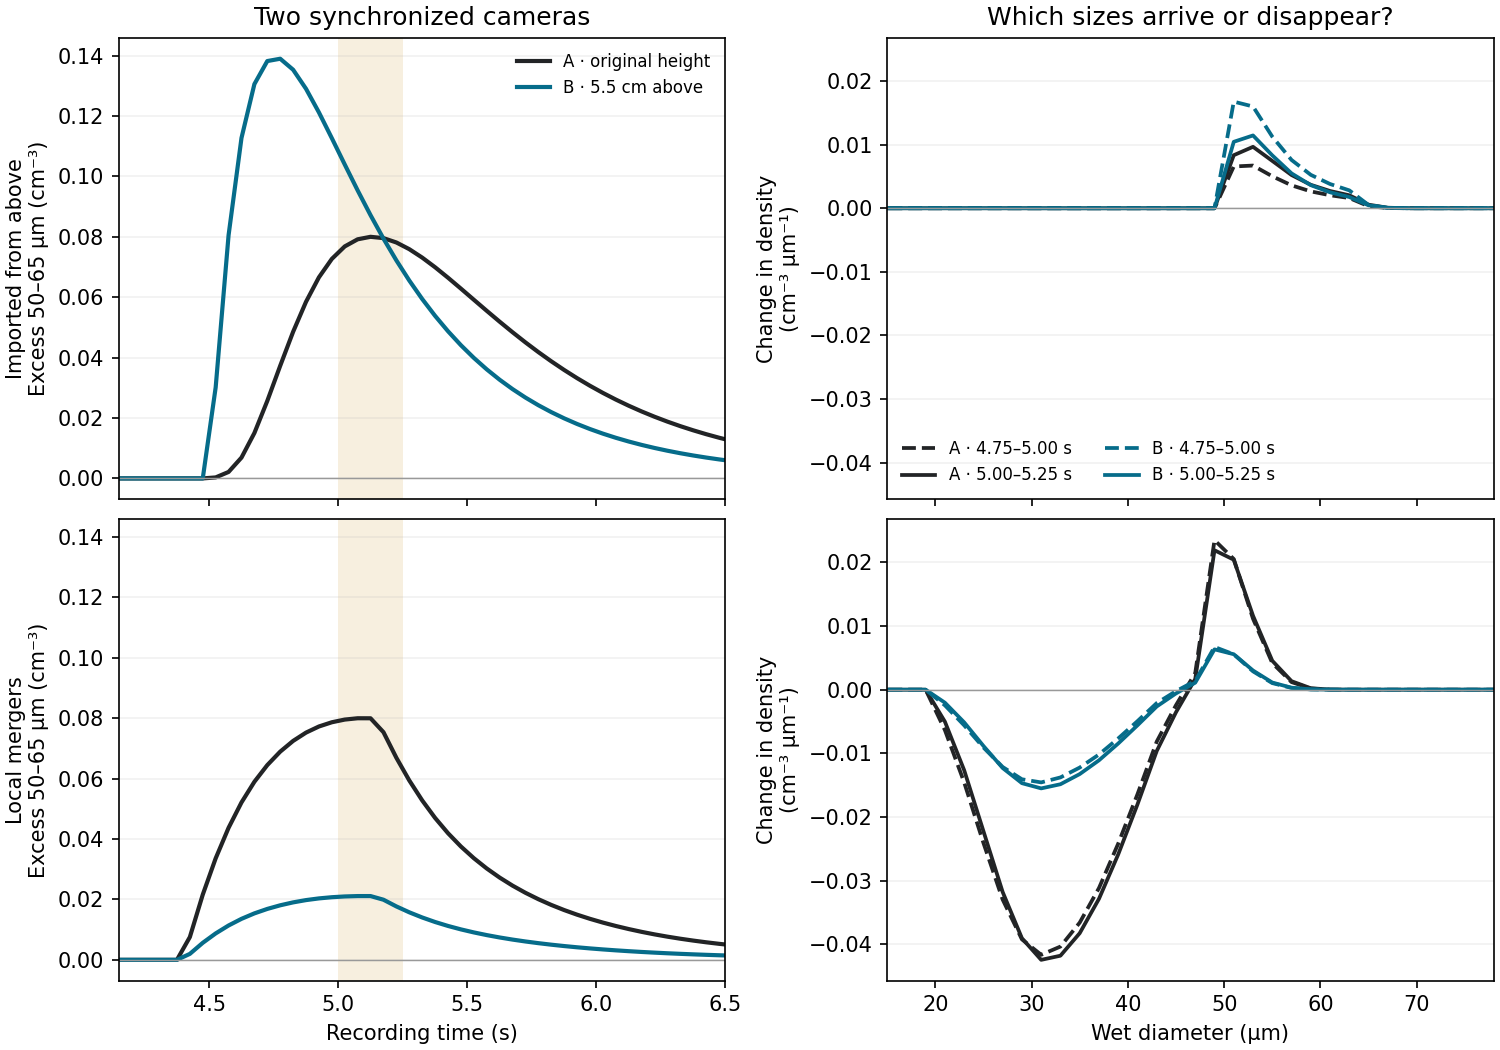 Two synchronized cameras
Imported from above
Excess 50–65 µm (cm⁻³)
0.14
0.12
0.10
0.08
0.06
0.04
0.02
0.00
A · original height
B · 5.5 cm above
Which sizes arrive or disappear?
Change in density
(cm⁻³ µm⁻¹)
0.02
0.01
0.00
−0.01
−0.02
−0.03
−0.04
A · 4.75–5.00 s
A · 5.00–5.25 s
B · 4.75–5.00 s
B · 5.00–5.25 s
Local mergers
Excess 50–65 µm (cm⁻³)
0.14
0.12
0.10
0.08
0.06
0.04
0.02
0.00
4.5 5.0 5.5 6.0 6.5
Recording time (s)
Change in density
(cm⁻³ µm⁻¹)
0.02
0.01
0.00
−0.01
−0.02
−0.03
−0.04
20 30 40 50 60 70
Wet diameter (µm)